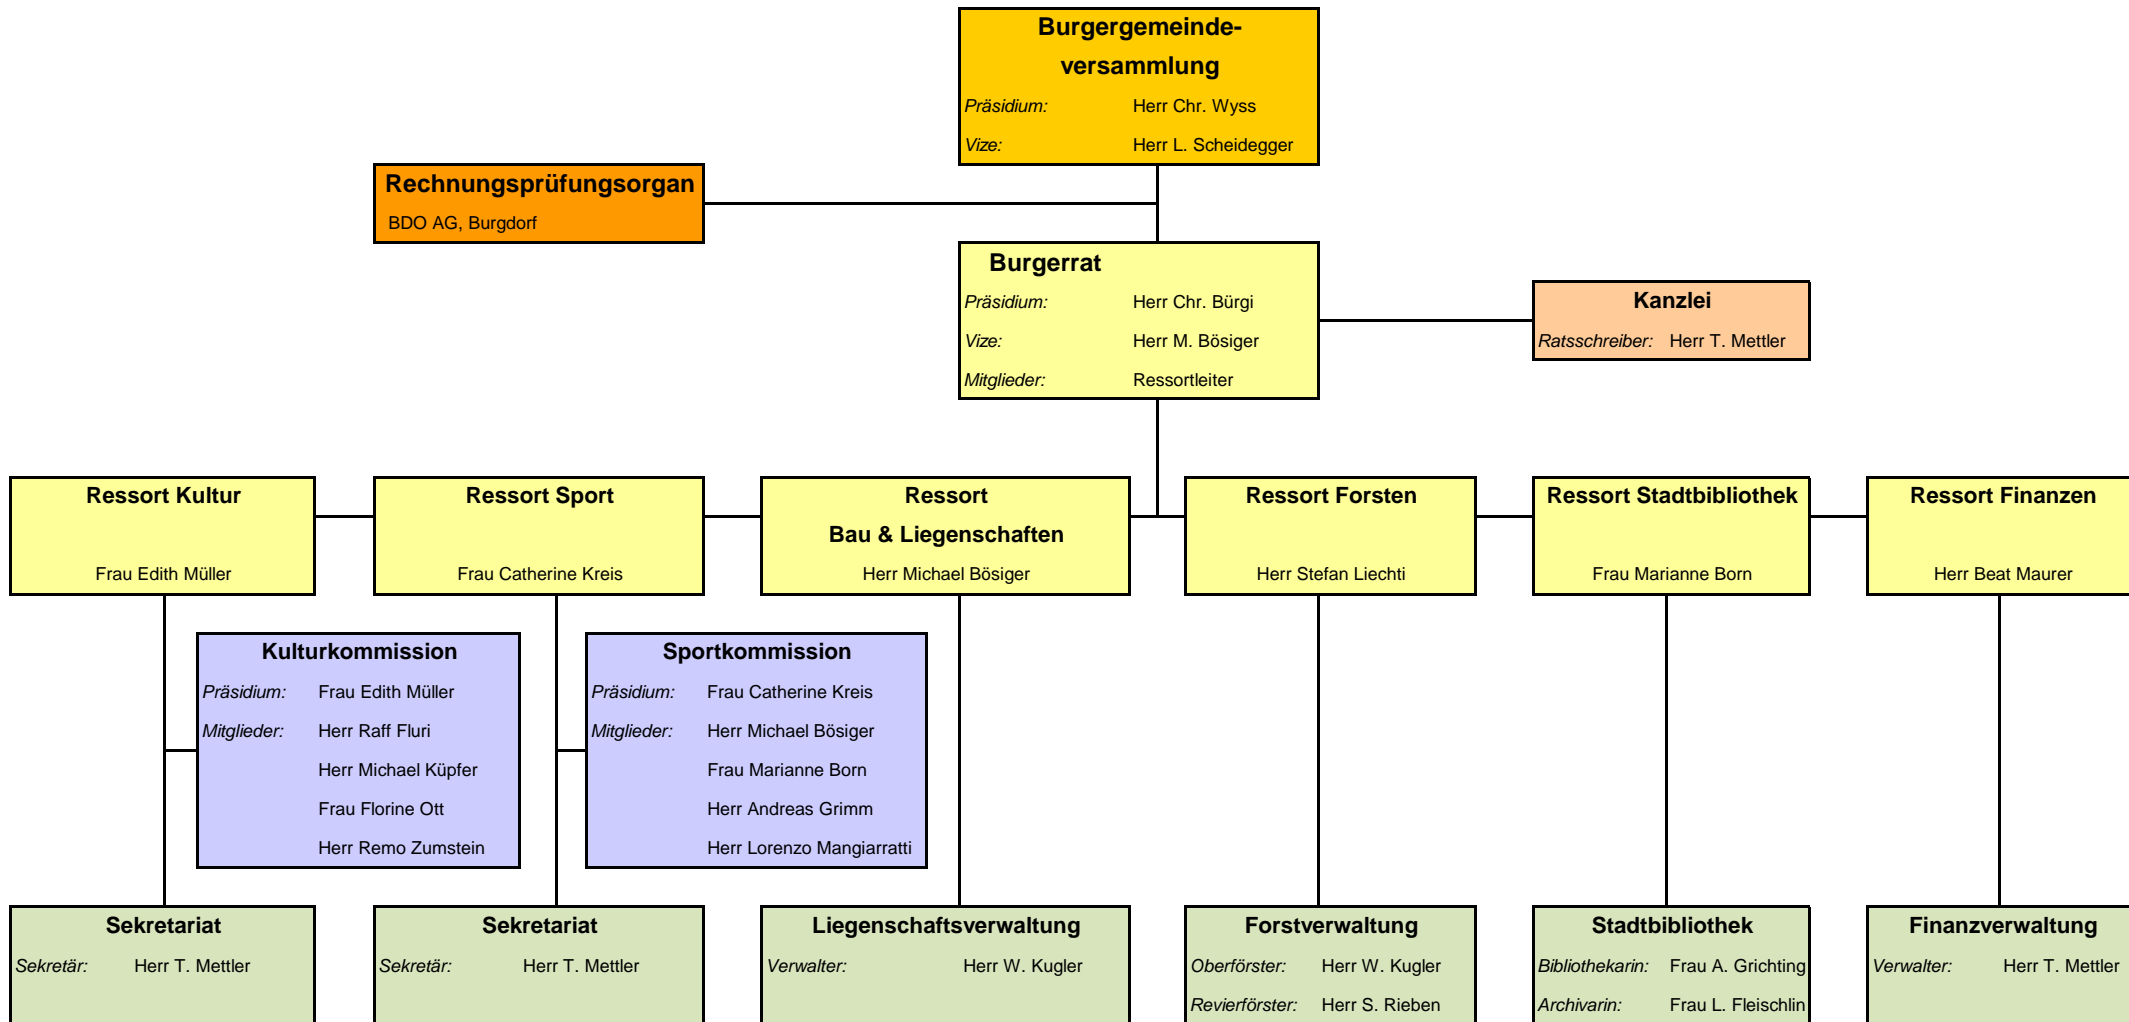 Burgergemeinde-
versammlung
Präsidium: Herr Chr. Wyss
Vize: Herr L. Scheidegger
Rechnungsprüfungsorgan
BDO AG, Burgdorf
Burgerrat
Präsidium: Herr Chr. Bürgi
Vize: Herr M. Bösiger
Mitglieder: Ressortleiter
Kanzlei
Ratsschreiber: Herr T. Mettler
Ressort Kultur
Frau Edith Müller
Ressort Sport
Frau Catherine Kreis
Ressort
Bau & Liegenschaften
Herr Michael Bösiger
Ressort Forsten
Herr Stefan Liechti
Ressort Stadtbibliothek
Frau Marianne Born
Ressort Finanzen
Herr Beat Maurer
Kulturkommission
Präsidium: Frau Edith Müller
Mitglieder: Herr Raff Fluri
Herr Michael Küpfer
Frau Florine Ott
Herr Remo Zumstein
Sportkommission
Präsidium: Frau Catherine Kreis
Mitglieder: Herr Michael Bösiger
Frau Marianne Born
Herr Andreas Grimm
Herr Lorenzo Mangiarratti
Sekretariat
Sekretär: Herr T. Mettler
Sekretariat
Sekretär: Herr T. Mettler
Liegenschaftsverwaltung
Verwalter: Herr W. Kugler
Forstverwaltung
Oberförster: Herr W. Kugler
Revierförster: Herr S. Rieben
Stadtbibliothek
Bibliothekarin: Frau A. Grichting
Archivarin: Frau L. Fleischlin
Finanzverwaltung
Verwalter: Herr T. Mettler